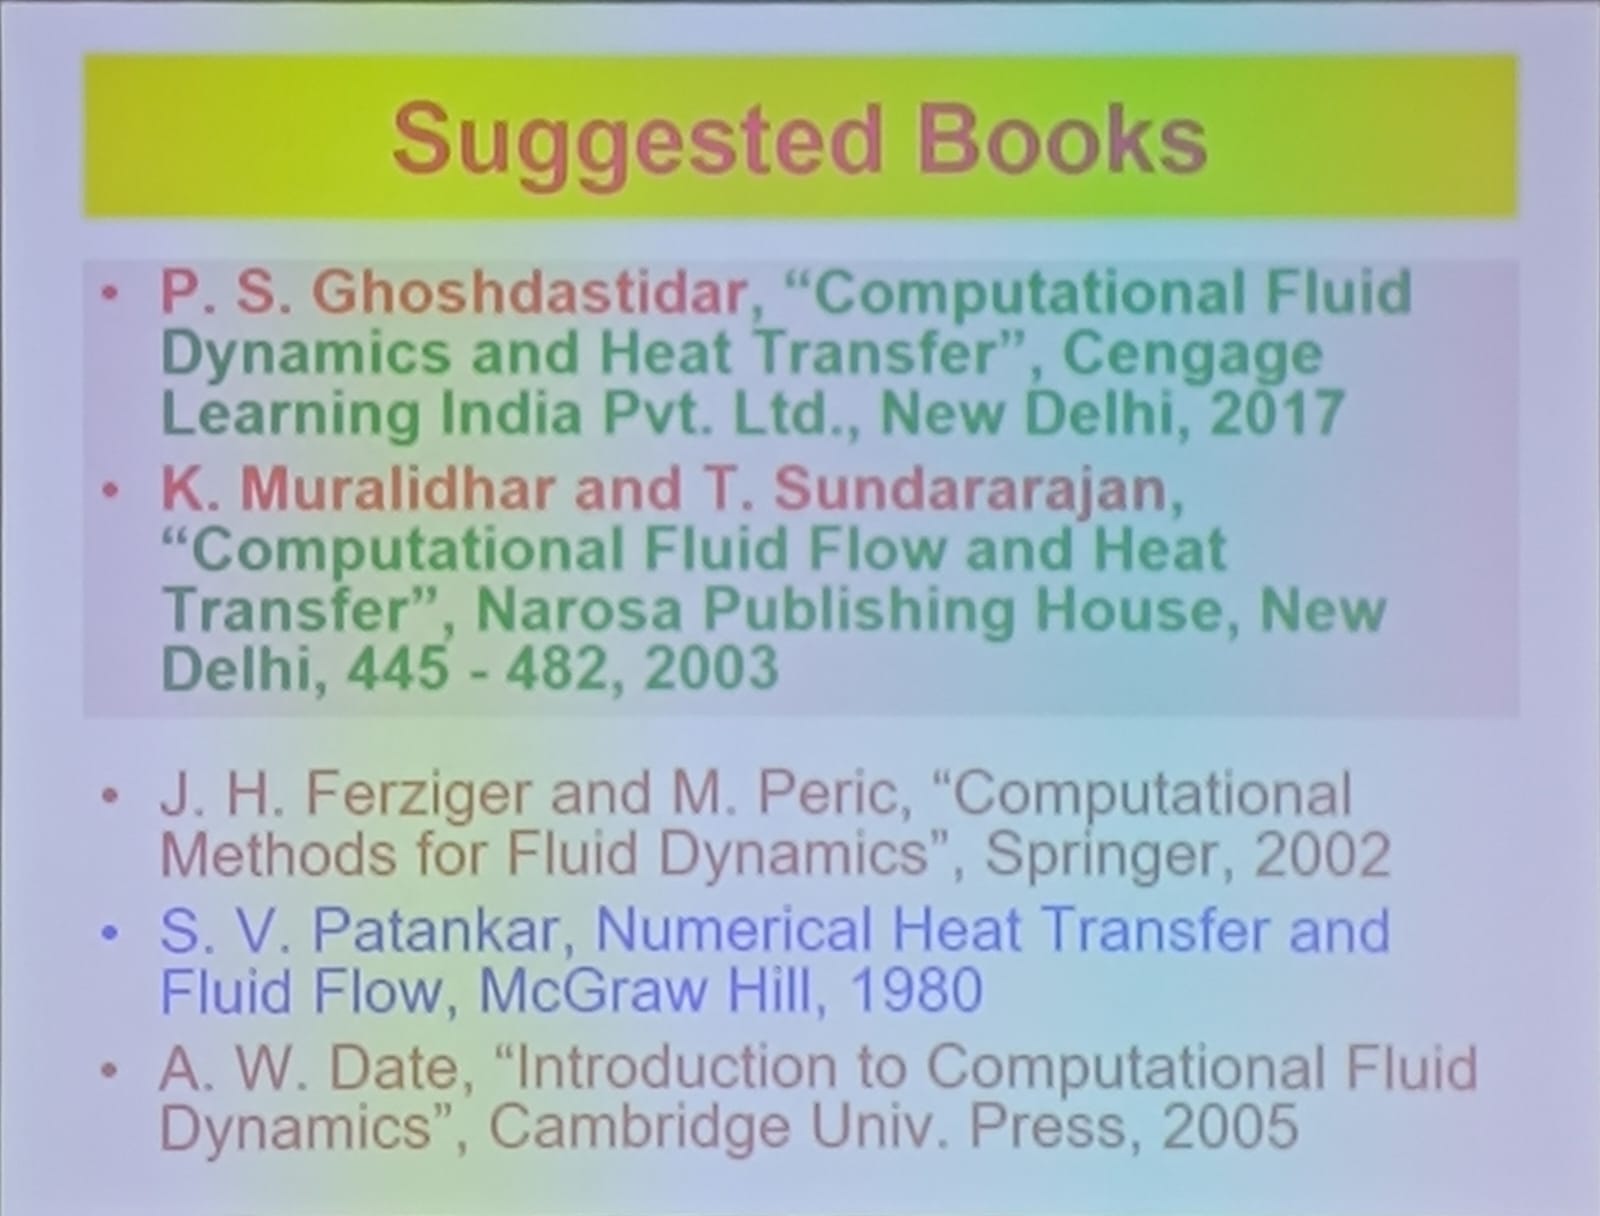 Suggested Books
• P. S. Ghoshdastidar, “Computational Fluid
Dynamics and Heat Transfer”, Cengage
Learning India Pvt. Ltd., New Delhi, 2017
• K. Muralidhar and T. Sundararajan,
“Computational Fluid Flow and Heat
Transfer”, Narosa Publishing House, New
Delhi, 445 - 482, 2003
• J. H. Ferziger and M. Peric, “Computational
Methods for Fluid Dynamics”, Springer, 2002
• S. V. Patankar, Numerical Heat Transfer and
Fluid Flow, McGraw Hill, 1980
• A. W. Date, “Introduction to Computational Fluid
Dynamics”, Cambridge Univ. Press, 2005